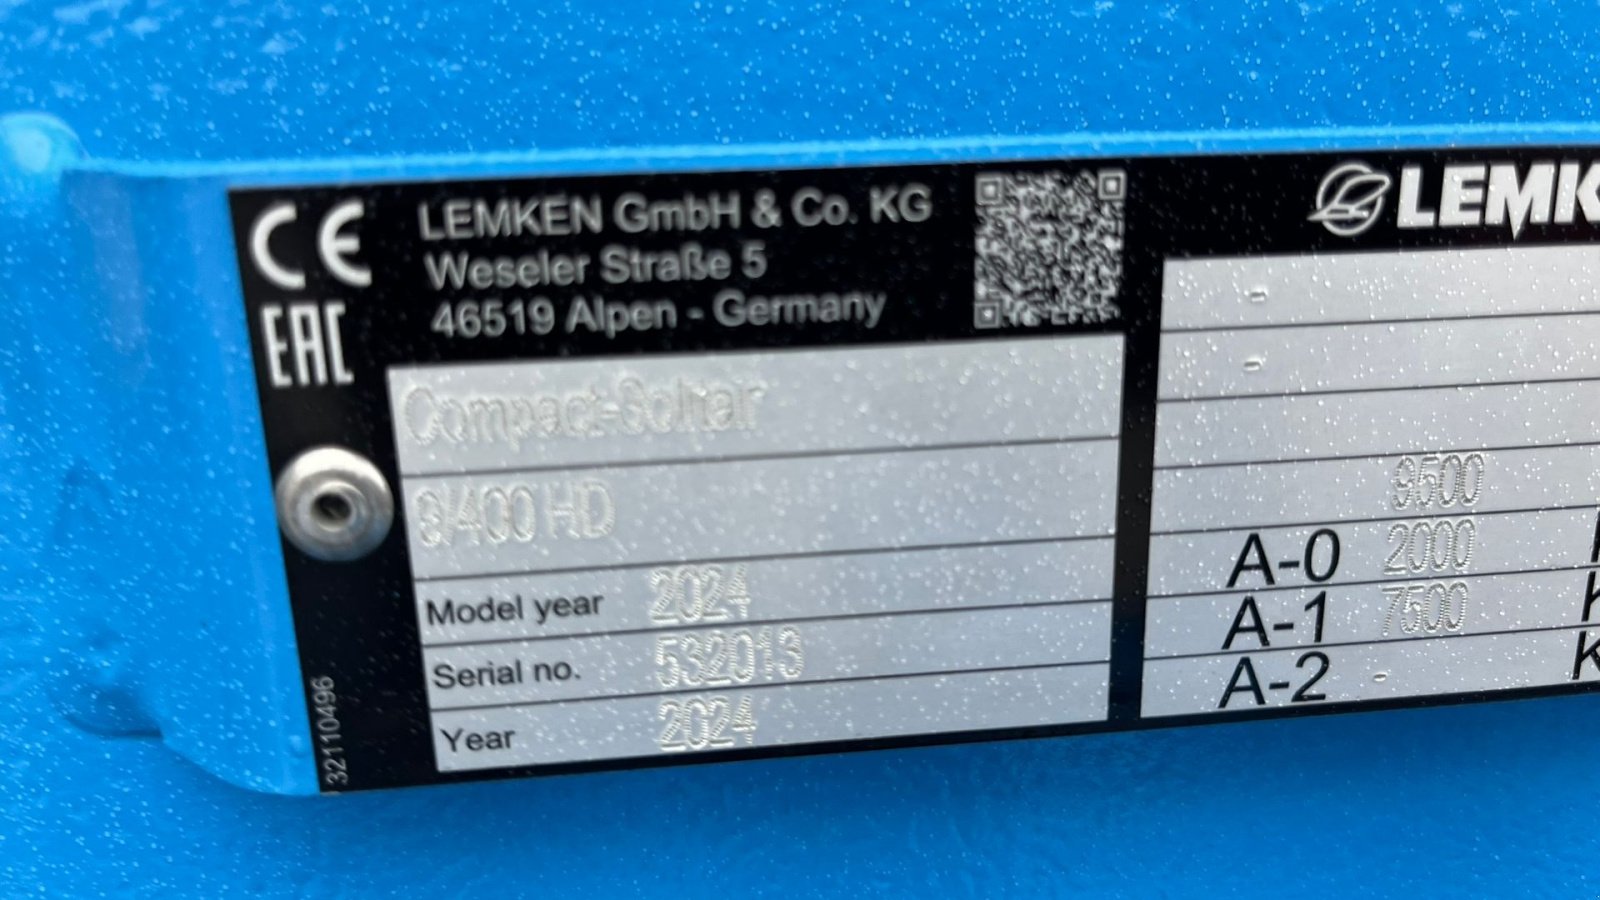 CE
EAC
LEMKEN GmbH & Co. KG
Weseler Straße 5
46519 Alpen - Germany
Compact-Solitair
9/400 HD
Model year 2024
Serial no. 532013
Year 2024
32110496
LEMK
-
-
9500
A-0 2000
A-1 7500 K
A-2 - K